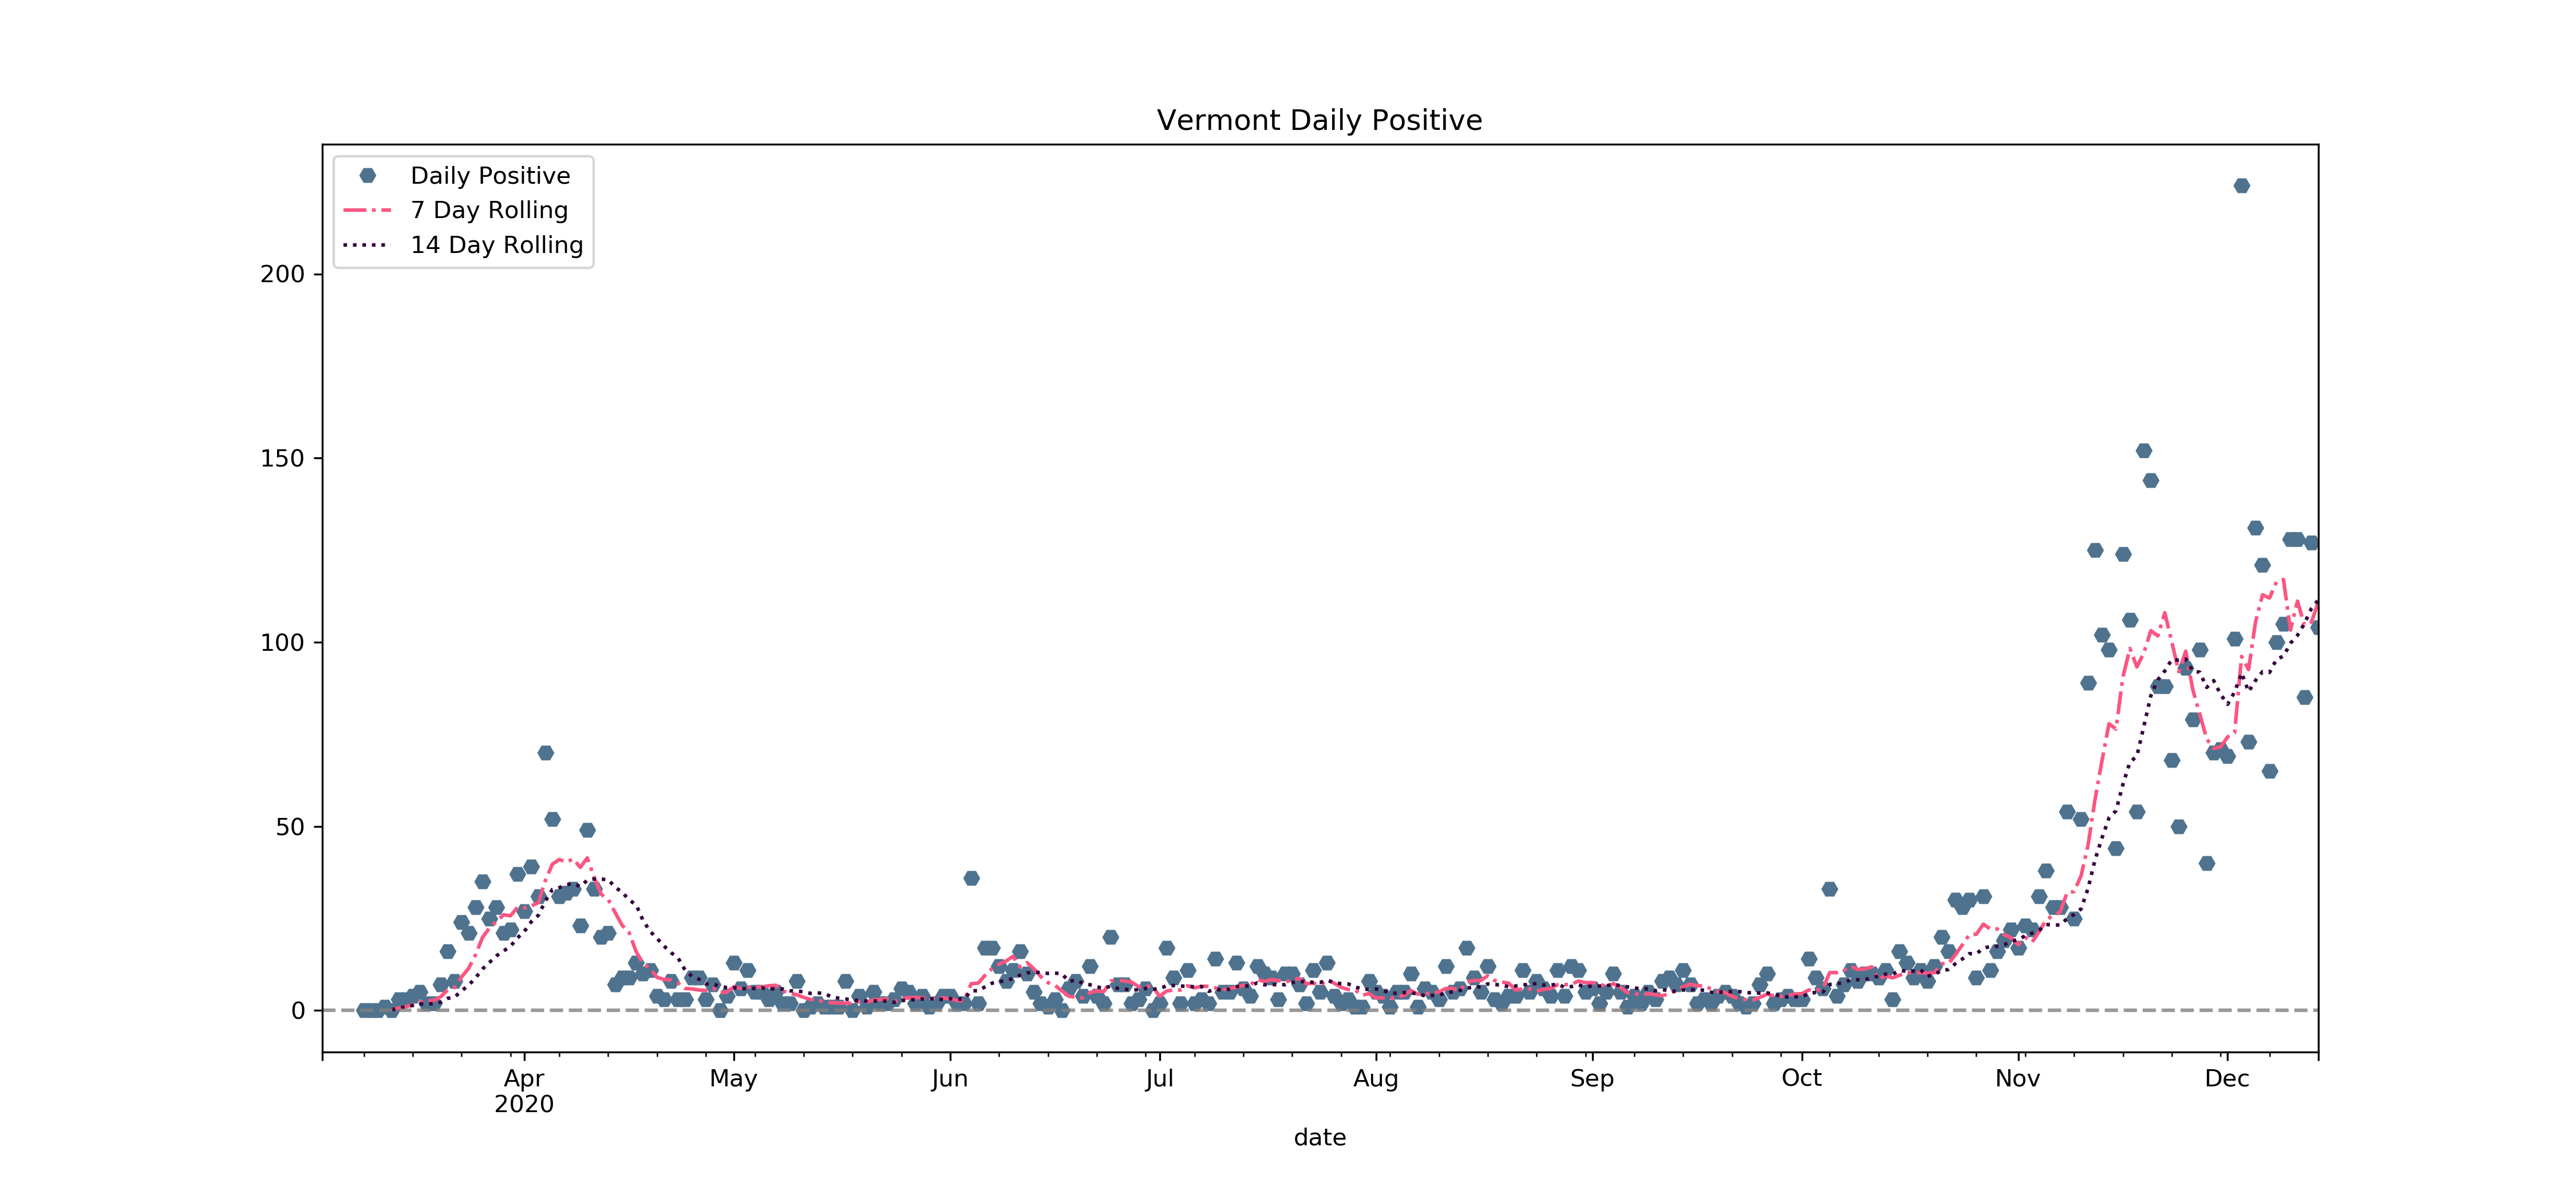 Vermont Daily Positive
Daily Positive
7 Day Rolling
14 Day Rolling
200
150
100
50
0
Apr May Jun Jul Aug Sep Oct Nov Dec
2020
date